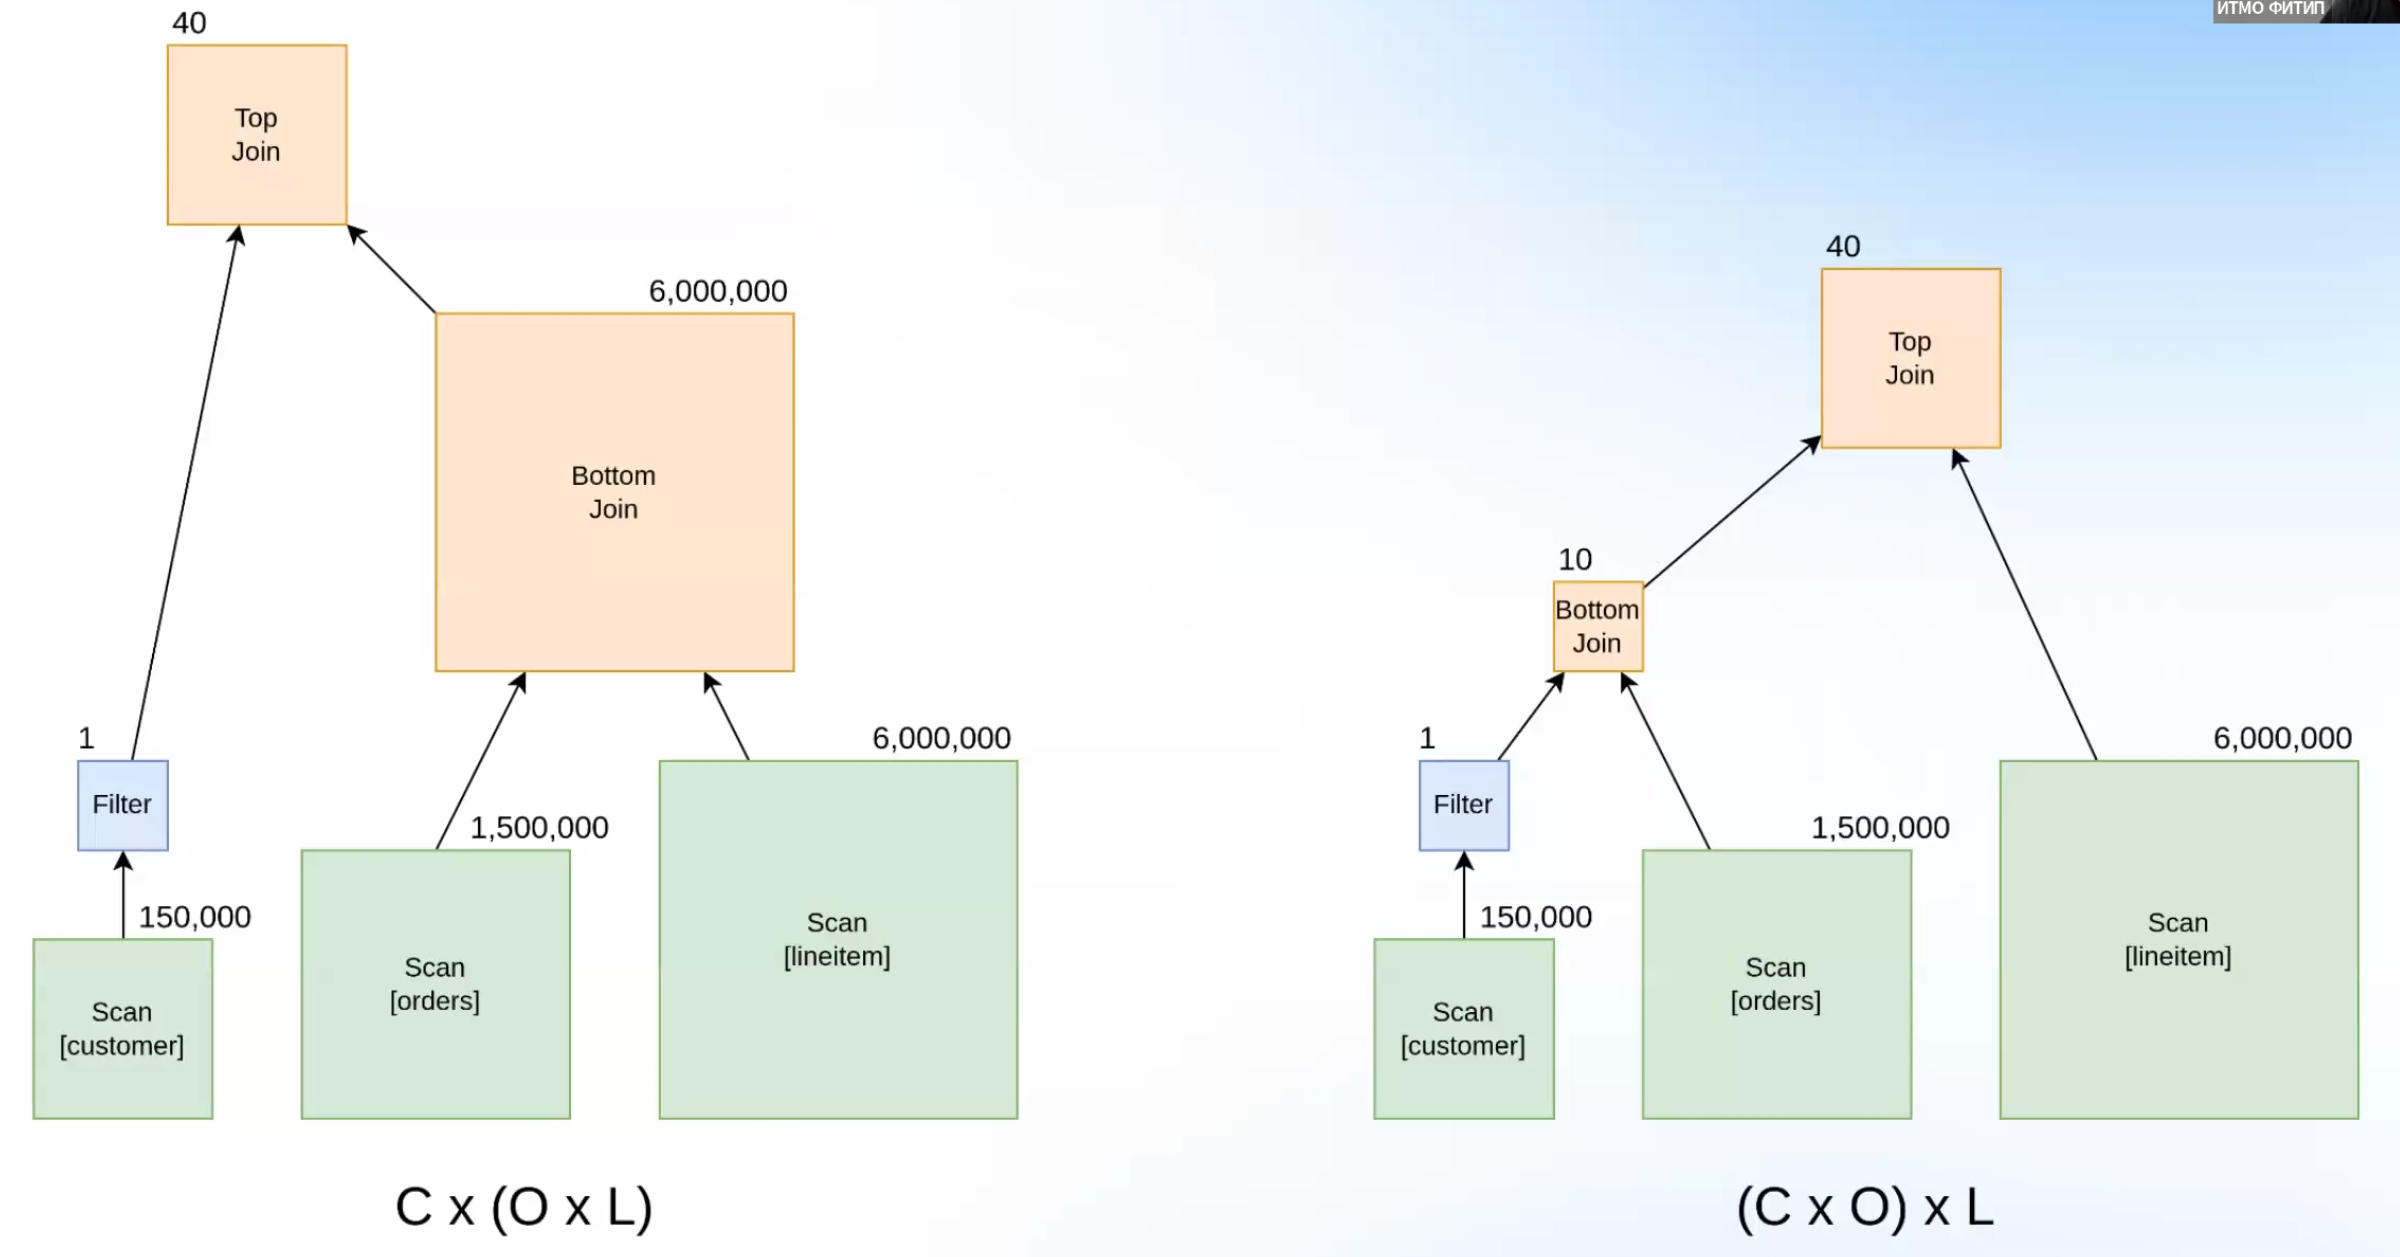 ИТМО ФИТИП
40
Top
Join
6,000,000
Bottom
Join
1
Filter
150,000
Scan
[customer]
1,500,000
Scan
[orders]
6,000,000
Scan
[lineitem]
C x (O x L)
40
Top
Join
10
Bottom
Join
1
Filter
150,000
Scan
[customer]
1,500,000
Scan
[orders]
6,000,000
Scan
[lineitem]
(C x O) x L